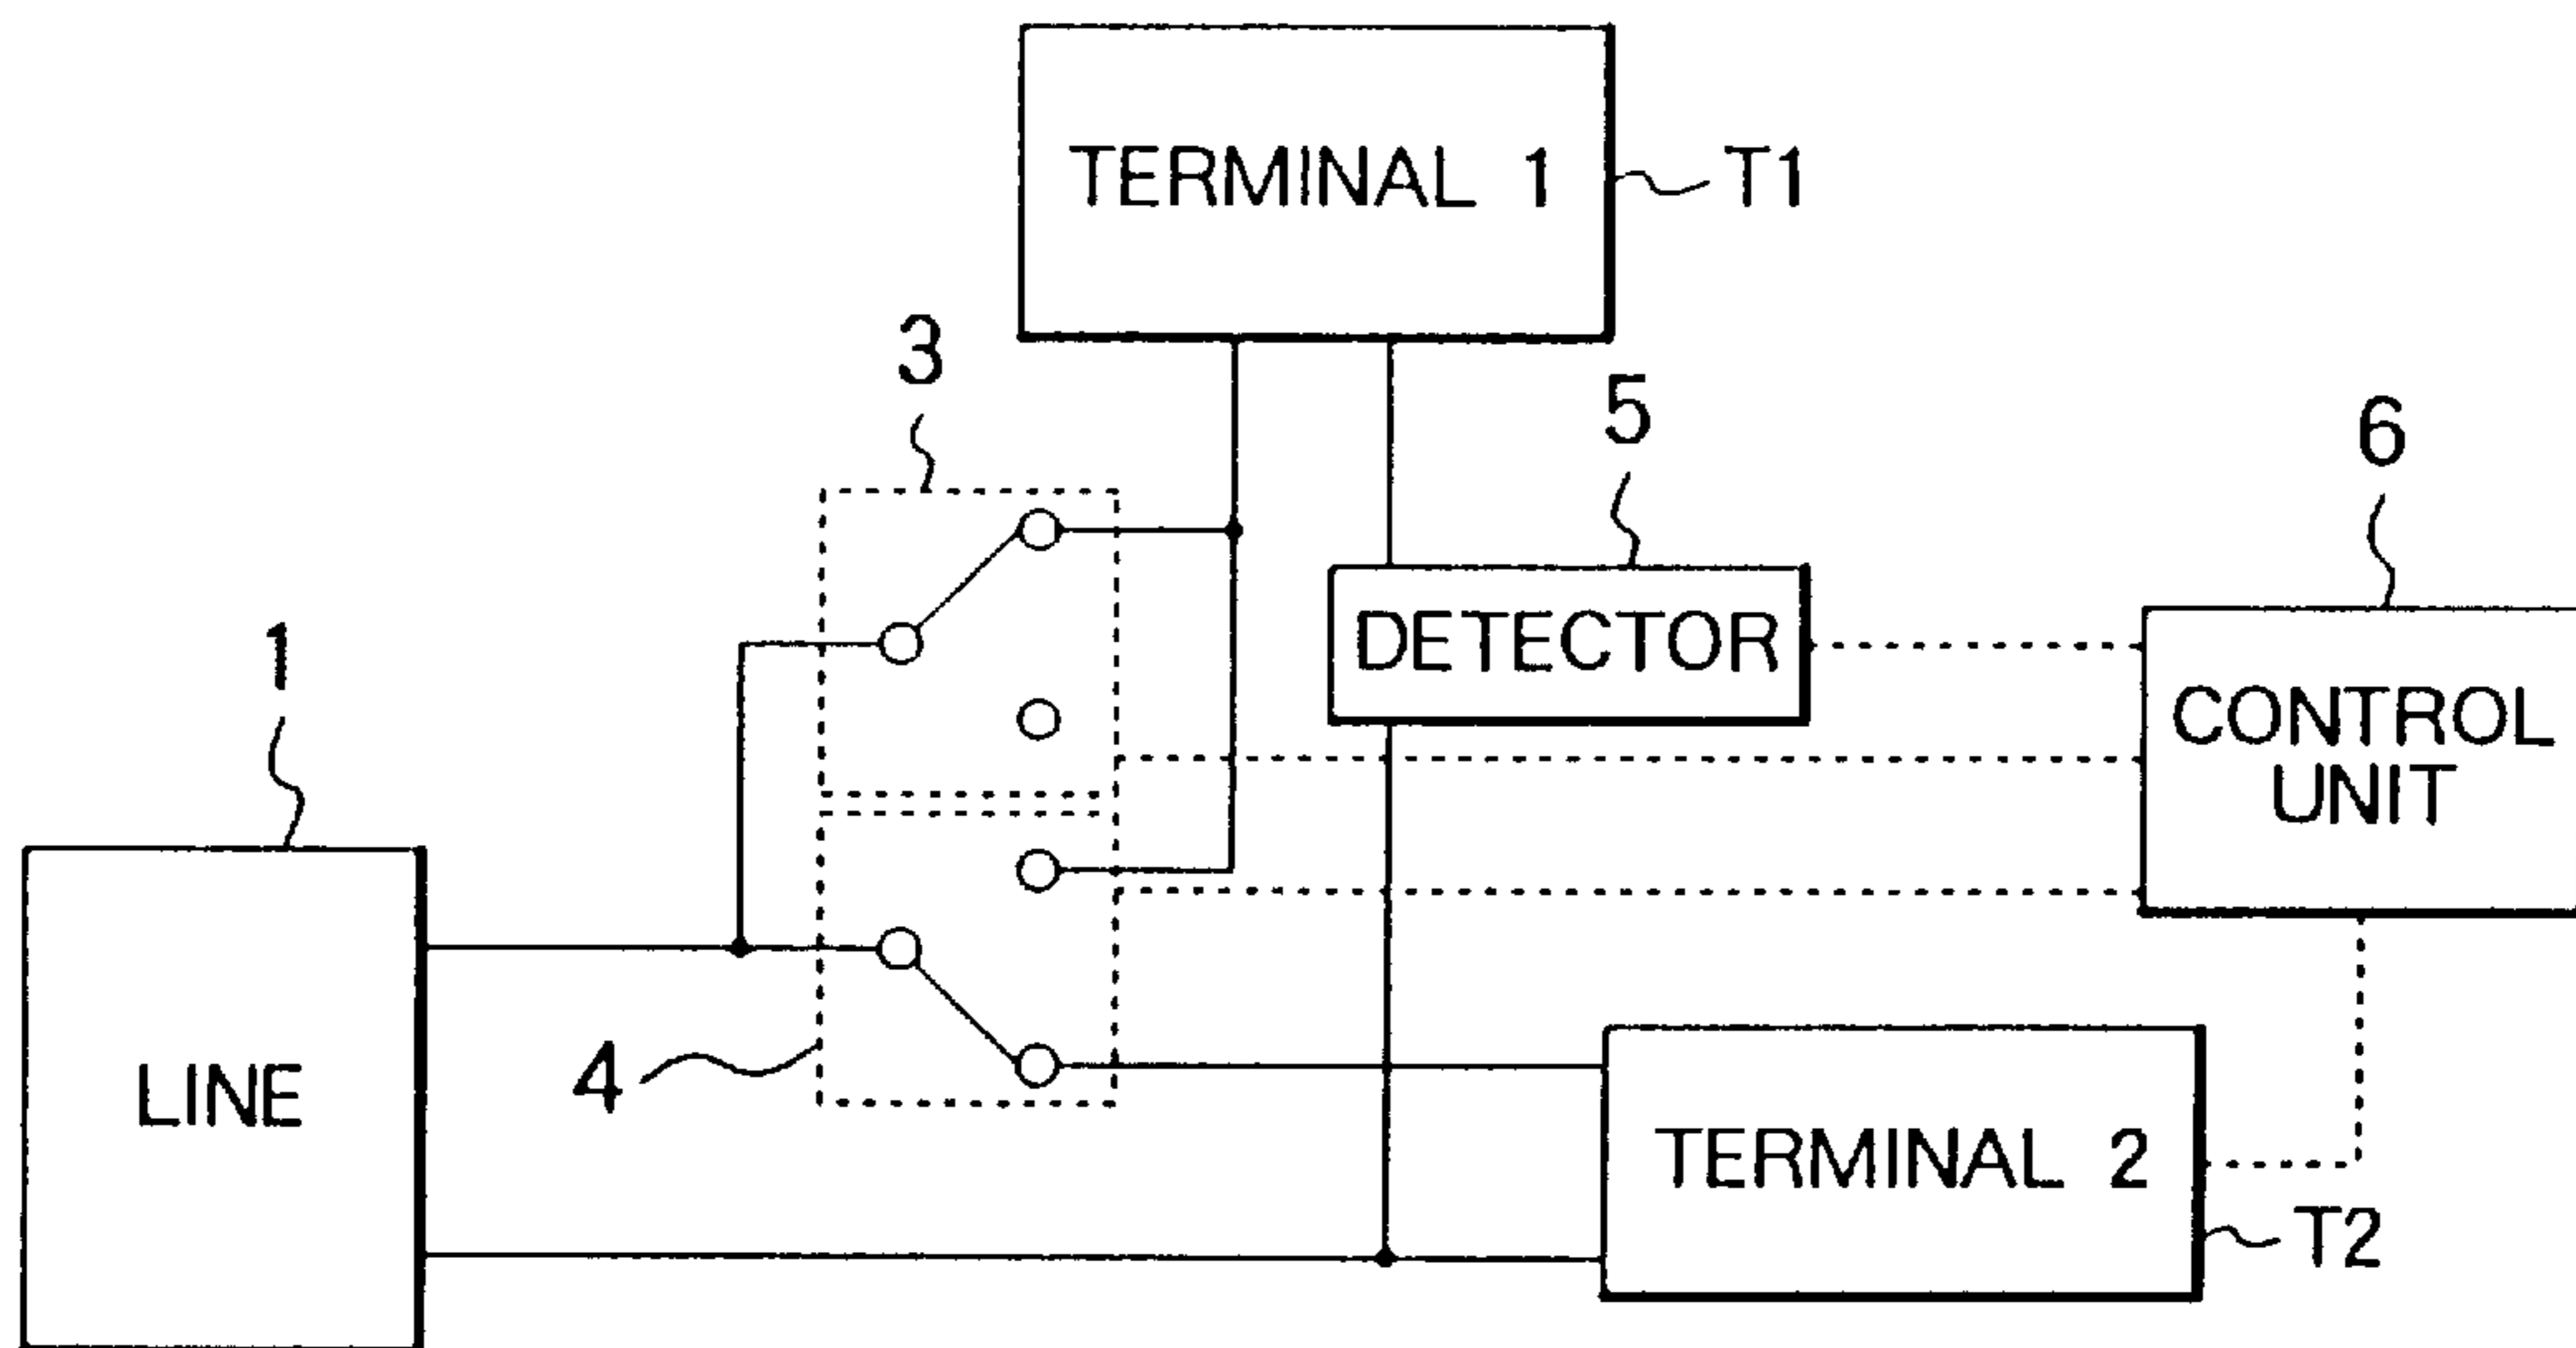 TERMINAL 1
T1
3
5
6
DETECTOR
1
CONTROL
UNIT
4
LINE
TERMINAL 2
T2